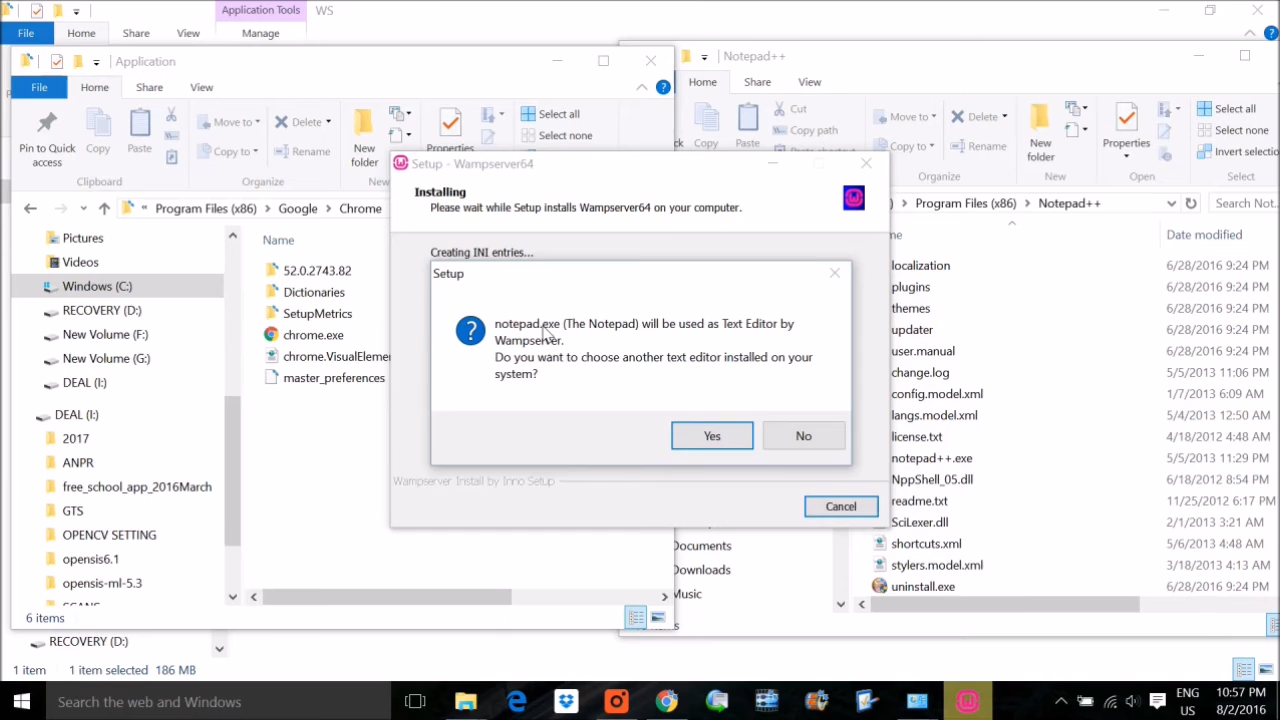 Application Tools
WS
File
Home
Share
View
Manage
Application
File
Home
Share
View
Pin to Quick
access
Copy
Paste
Clipboard
Move to
Copy to
Delete
Rename
Organize
New
folder
Properties
Select all
Select none
« Program Files (x86) > Google > Chrome
Pictures
Videos
Windows (C:)
RECOVERY (D:)
New Volume (F:)
New Volume (G:)
DEAL (I:)
DEAL (I:)
2017
ANPR
free_school_app_2016March
GTS
OPENCV SETTING
opensis6.1
opensis-ml-5.3
Name
52.0.2743.82
Dictionaries
SetupMetrics
chrome.exe
chrome.VisualElemen
master_preferences
6 items
RECOVERY (D:)
1 item
1 item selected 186 MB
Notepad++
Home
Share
View
Copy
Paste
Cut
Copy path
Move to
Copy to
Delete
Rename
Organize
New
folder
New
Properties
Open
Select all
Select none
Invert selectio
Select
Program Files (x86) > Notepad++
Search Not...
Date modified
localization 6/28/2016 9:24 PM
plugins 6/28/2016 9:24 PM
themes 6/28/2016 9:24 PM
updater 6/28/2016 9:24 PM
user.manual 6/28/2016 9:24 PM
change.log 5/5/2013 11:06 PM
config.model.xml 1/7/2013 6:09 AM
langs.model.xml 5/4/2013 12:50 AM
license.txt 4/18/2012 4:48 AM
notepad++.exe 5/5/2013 11:29 PM
NppShell_05.dll 6/18/2012 8:54 PM
readme.txt 11/25/2012 6:17 PM
SciLexer.dll 2/1/2013 3:21 AM
shortcuts.xml 5/6/2013 4:48 AM
stylers.model.xml 3/18/2013 4:13 AM
uninstall.exe 6/28/2016 9:24 PM
Documents
Downloads
Music
Setup - Wampserver64
Installing
Please wait while Setup installs Wampserver64 on your computer.
Creating INI entries...
Setup
notepad.exe (The Notepad) will be used as Text Editor by
Wampserver.
Do you want to choose another text editor installed on your
system?
Yes
No
Wampserver Install by Inno Setup
Cancel
Search the web and Windows
ENG
US
10:57 PM
8/2/2016